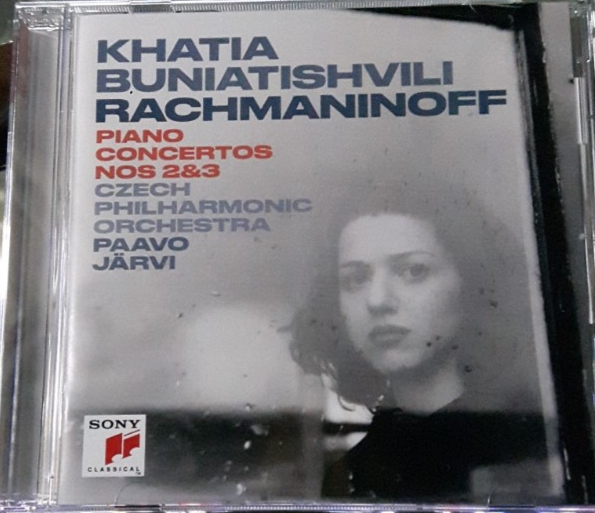 KHATIA
BUNIATISHVILI
RACHMANINOFF
PIANO
CONCERTOS
NOS 2&3
CZECH
PHILHARMONIC
ORCHESTRA
PAAVO
JÄRVI
SONY
CLASSICAL